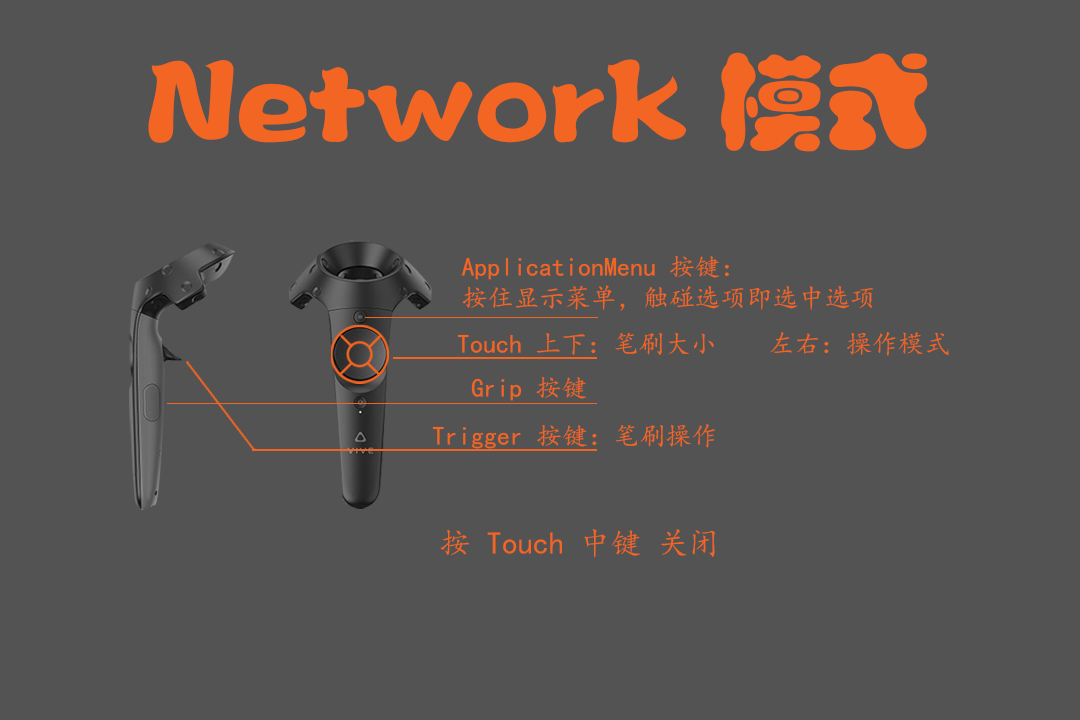 Network 模式
ApplicationMenu 按键:
按住显示菜单，触碰选项即选中选项
Touch 上下: 笔刷大小 左右: 操作模式
Grip 按键
Trigger 按键: 笔刷操作
VIVE
按 Touch 中键 关闭